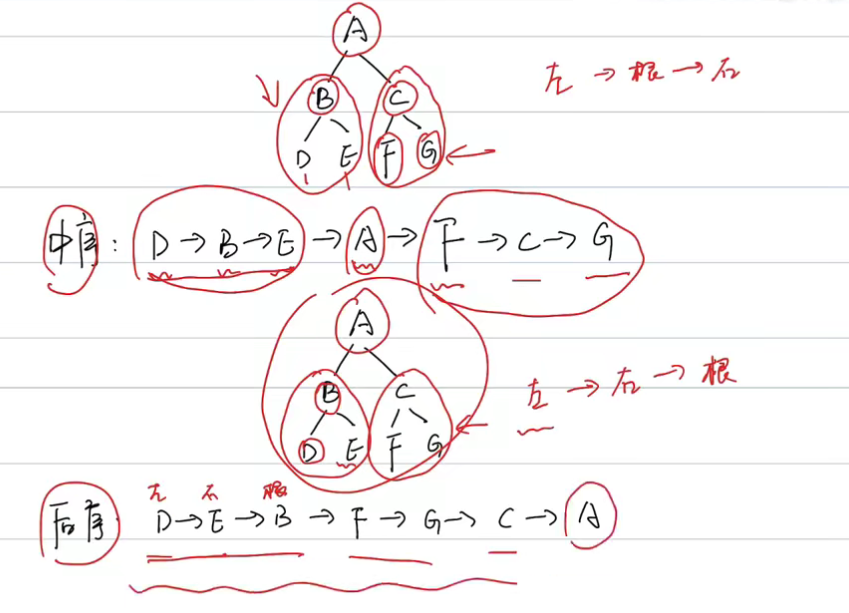 A
B C
D E F G
左 → 根 → 右
中序: D → B → E → A → F → C → G
A
B C
D E F G
左 → 右 → 根
左 右 根
后序 D → E → B → F → G → C → A